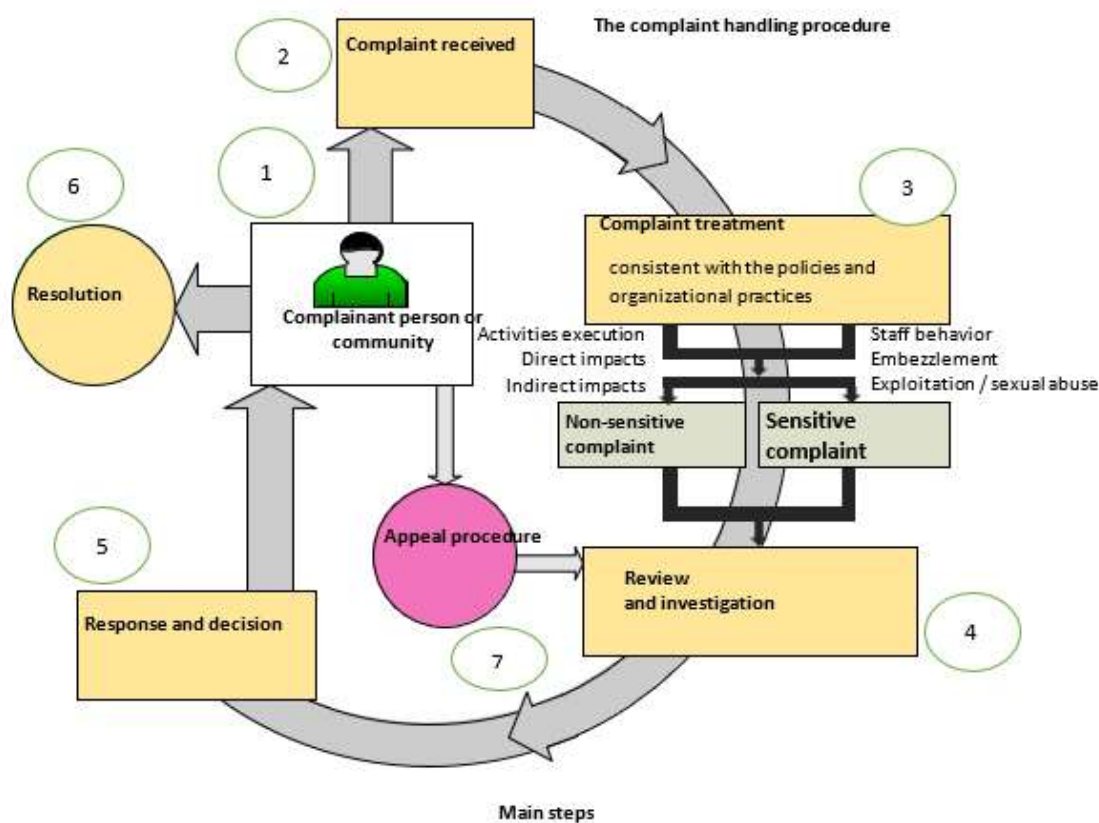 The complaint handling procedure
2
Complaint received
1
6
3
Complaint treatment
consistent with the policies and
organizational practices
Resolution
Complainant person or
community
Activities execution
Direct impacts
Indirect impacts
Staff behavior
Embezzlement
Exploitation / sexual abuse
Non-sensitive
complaint
Sensitive
complaint
5
Appeal procedure
Response and decision
Review
and investigation
4
7
Main steps